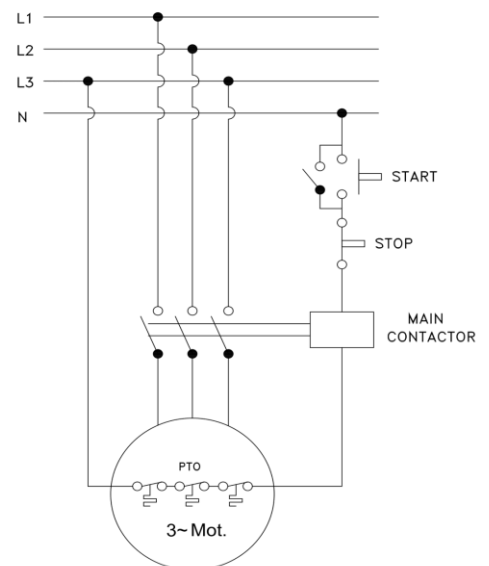 L1
L2
L3
N
START
STOP
MAIN
CONTACTOR
PTO
3~ Mot.